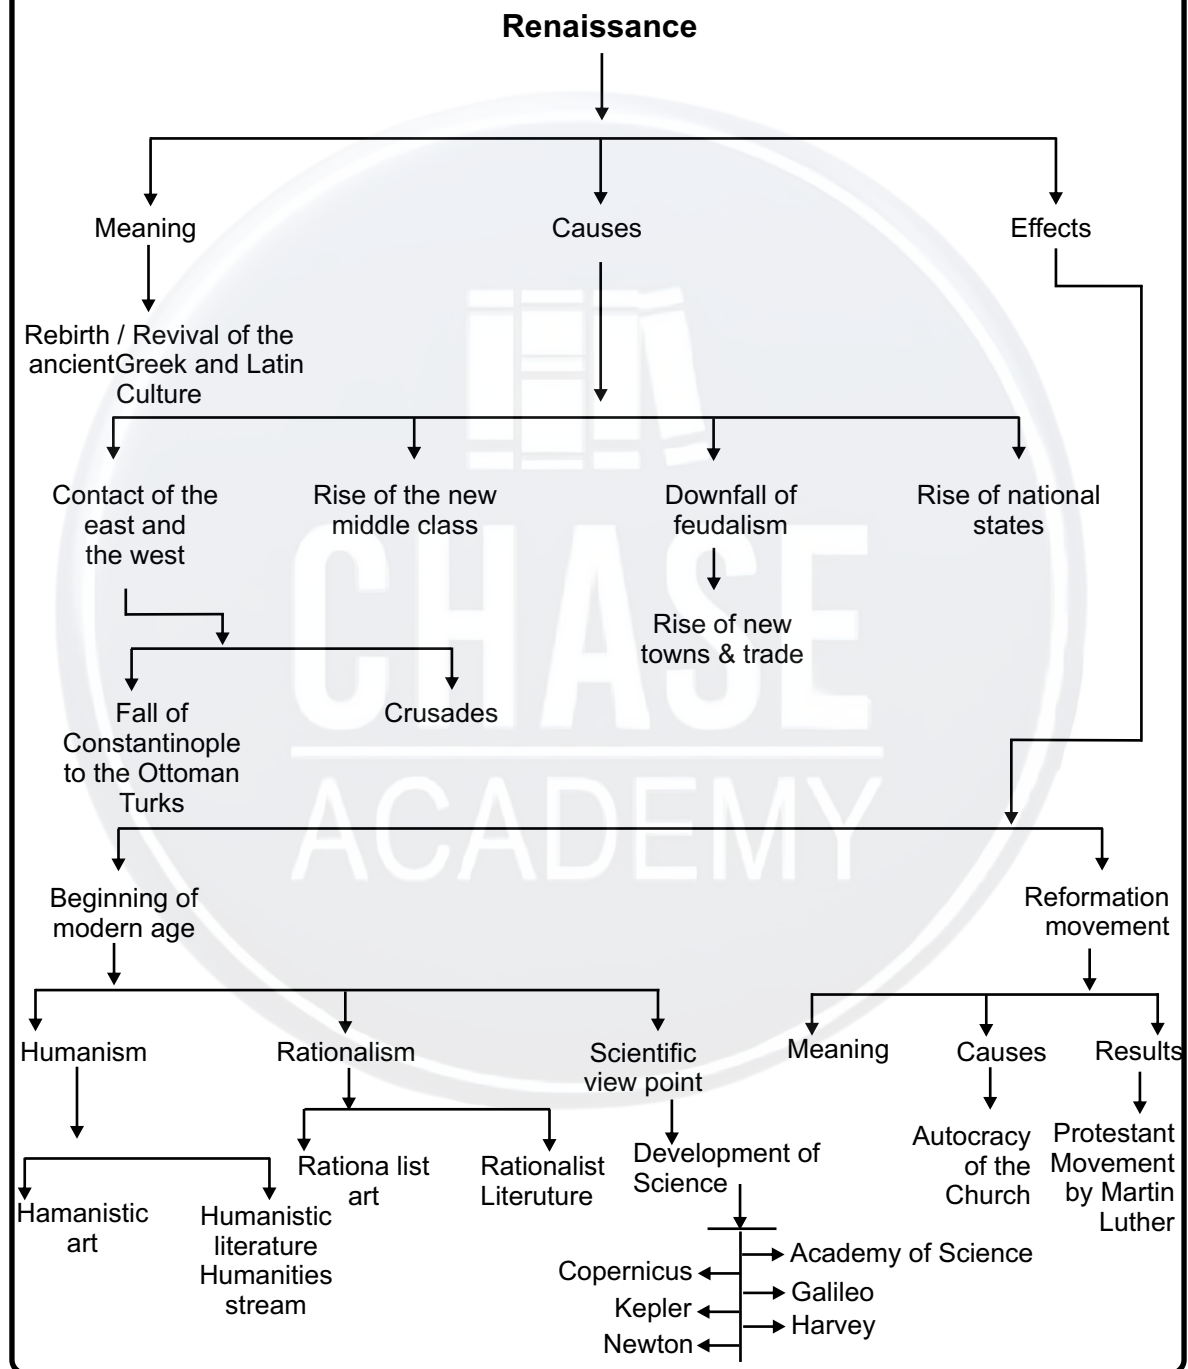 Renaissance
Meaning
Causes
Effects
Rebirth / Revival of the
ancientGreek and Latin
Culture
Contact of the
east and
the west
Rise of the new
middle class
Downfall of
feudalism
Rise of national
states
Rise of new
towns & trade
Fall of
Constantinople
to the Ottoman
Turks
Crusades
CHASE
ACADEMY
Beginning of
modern age
Reformation
movement
Humanism
Rationalism
Scientific
view point
Meaning
Causes
Results
Hamanistic
art
Humanistic
literature
Humanities
stream
Rationa list
art
Rationalist
Literuture
Development of
Science
Autocracy
of the
Church
Protestant
Movement
by Martin
Luther
Academy of Science
Copernicus
Galileo
Kepler
Harvey
Newton